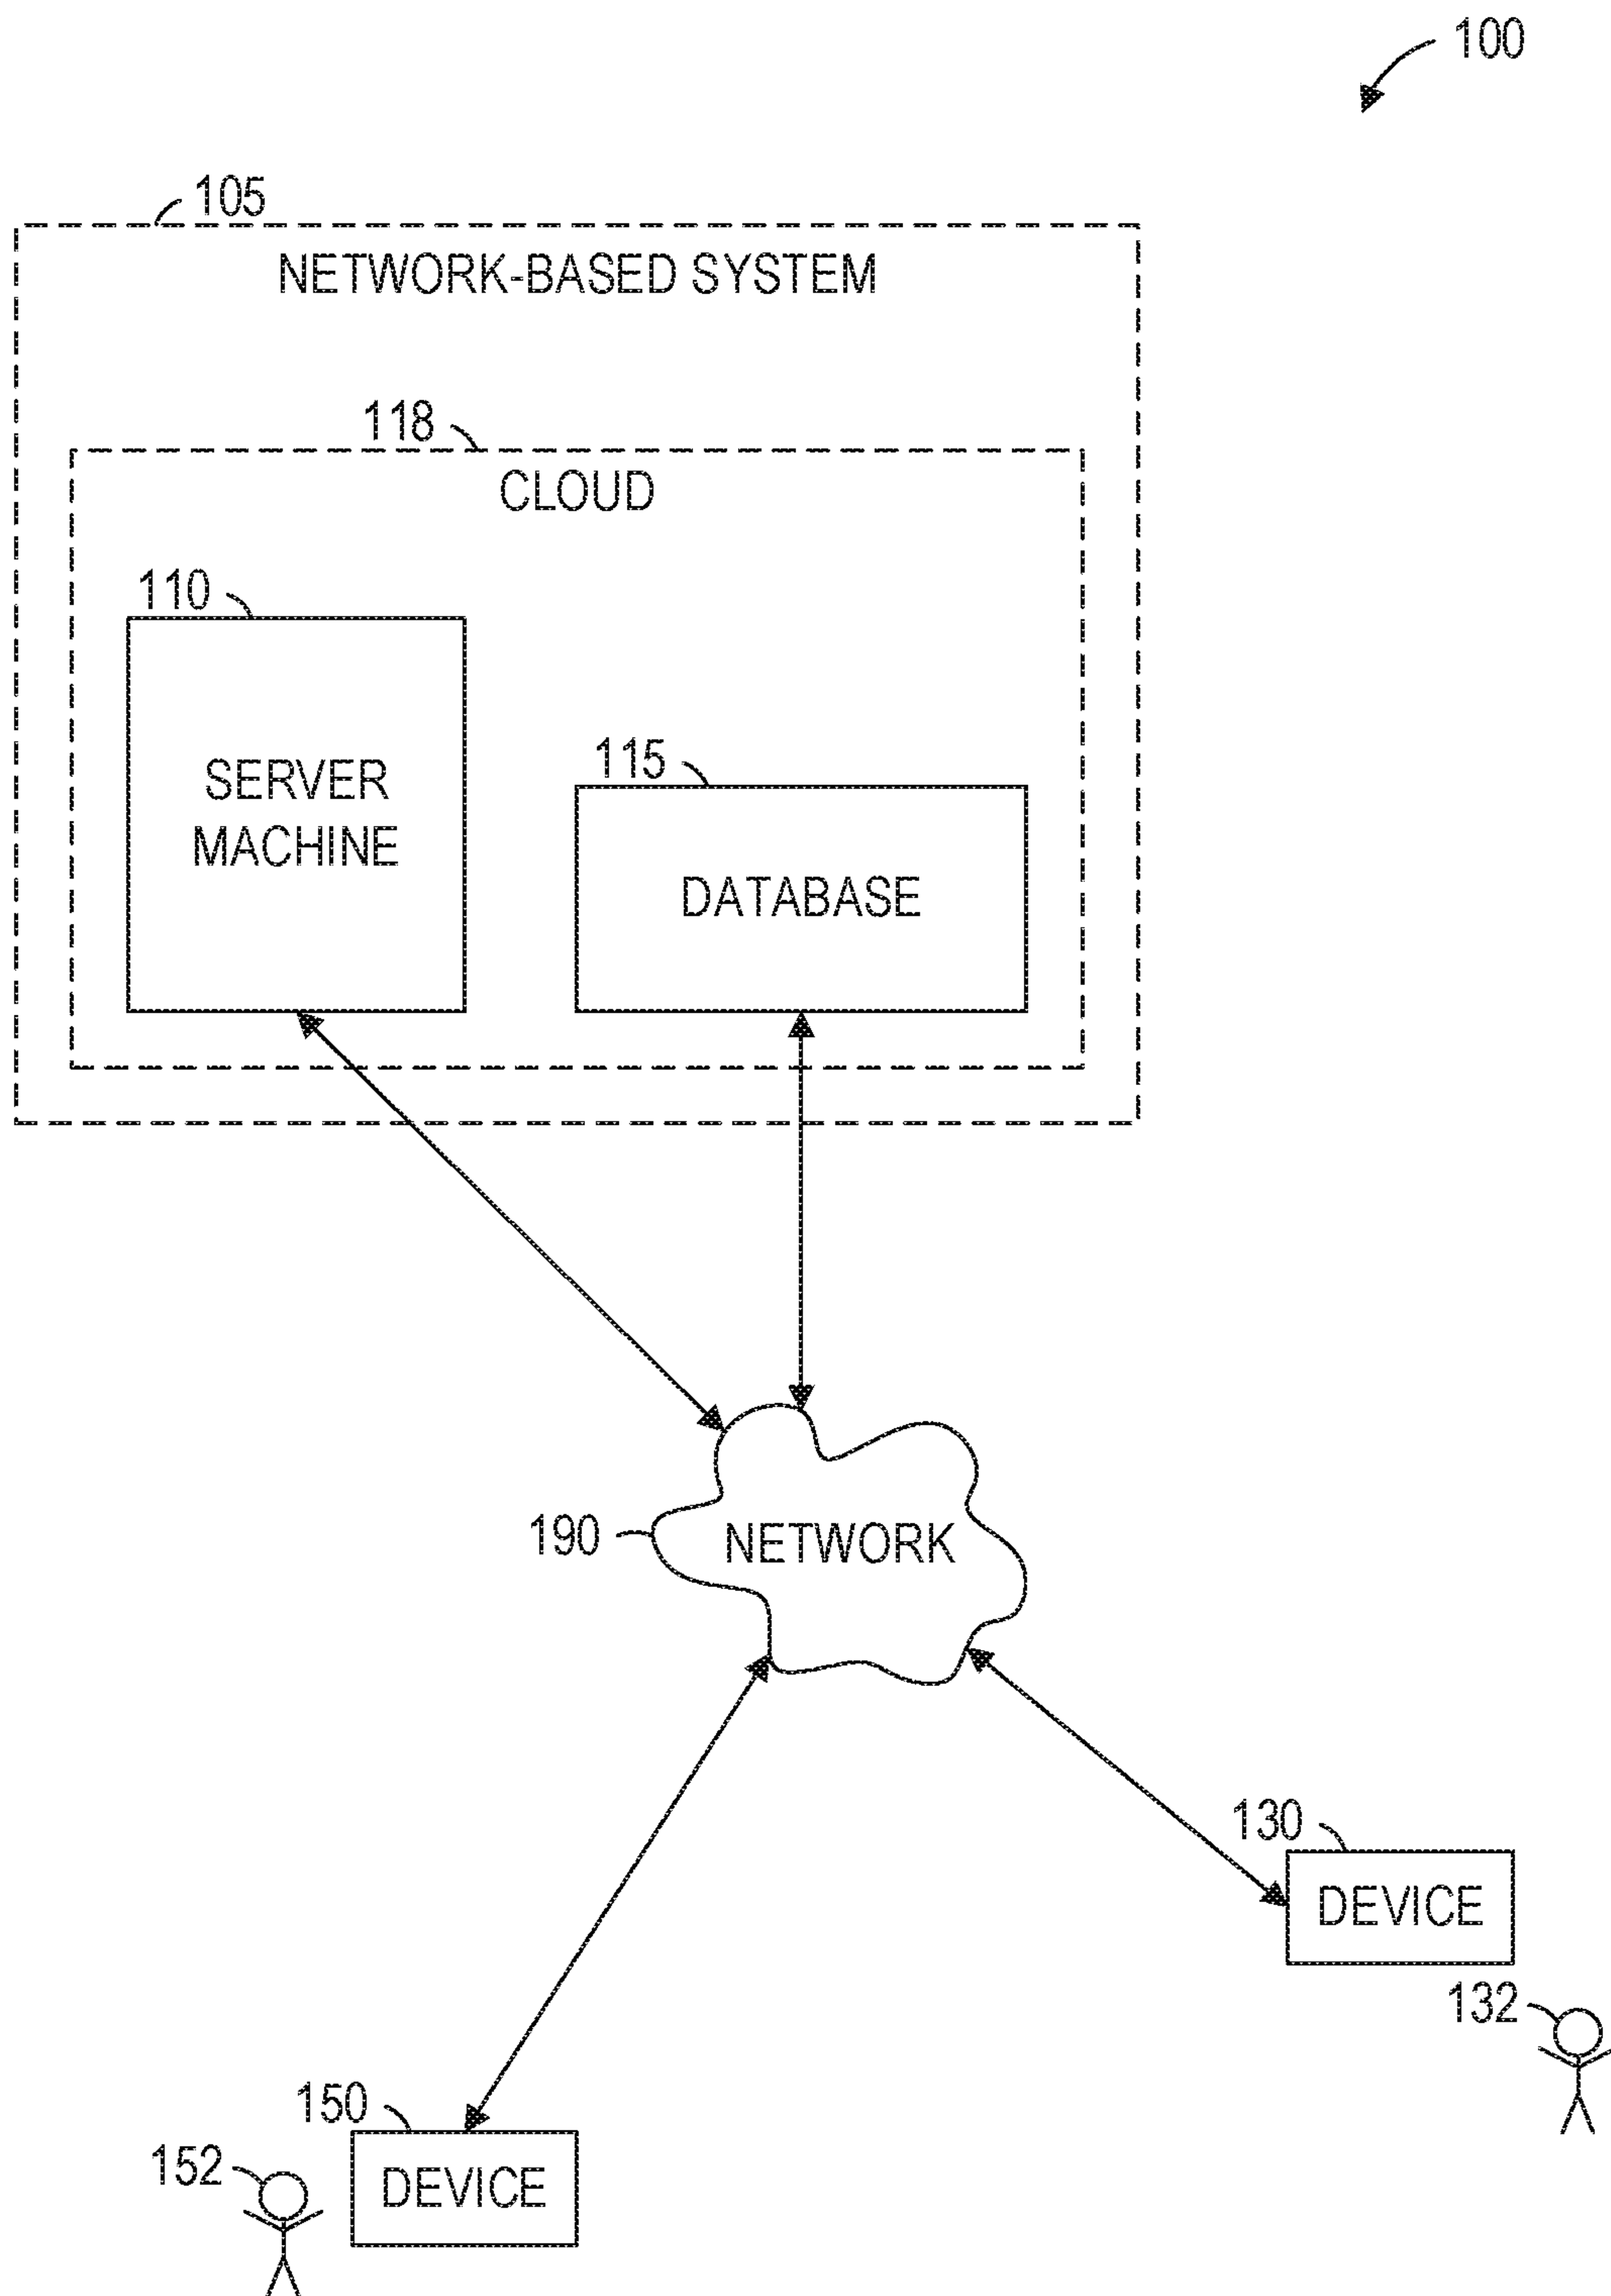 100
105
NETWORK-BASED SYSTEM
118
CLOUD
110
SERVER
MACHINE
115
DATABASE
190
NETWORK
130
DEVICE
132
150
DEVICE
152